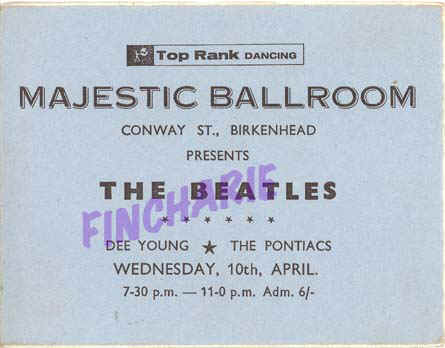 Top Rank DANCING
MAJESTIC BALLROOM
CONWAY ST., BIRKENHEAD
PRESENTS
THE BEATLES
FINCHARIE
★ ★ ★ ★ ★ ★
DEE YOUNG ★ THE PONTIACS
WEDNESDAY, 10th, APRIL.
7-30 p.m. — 11-0 p.m. Adm. 6/-